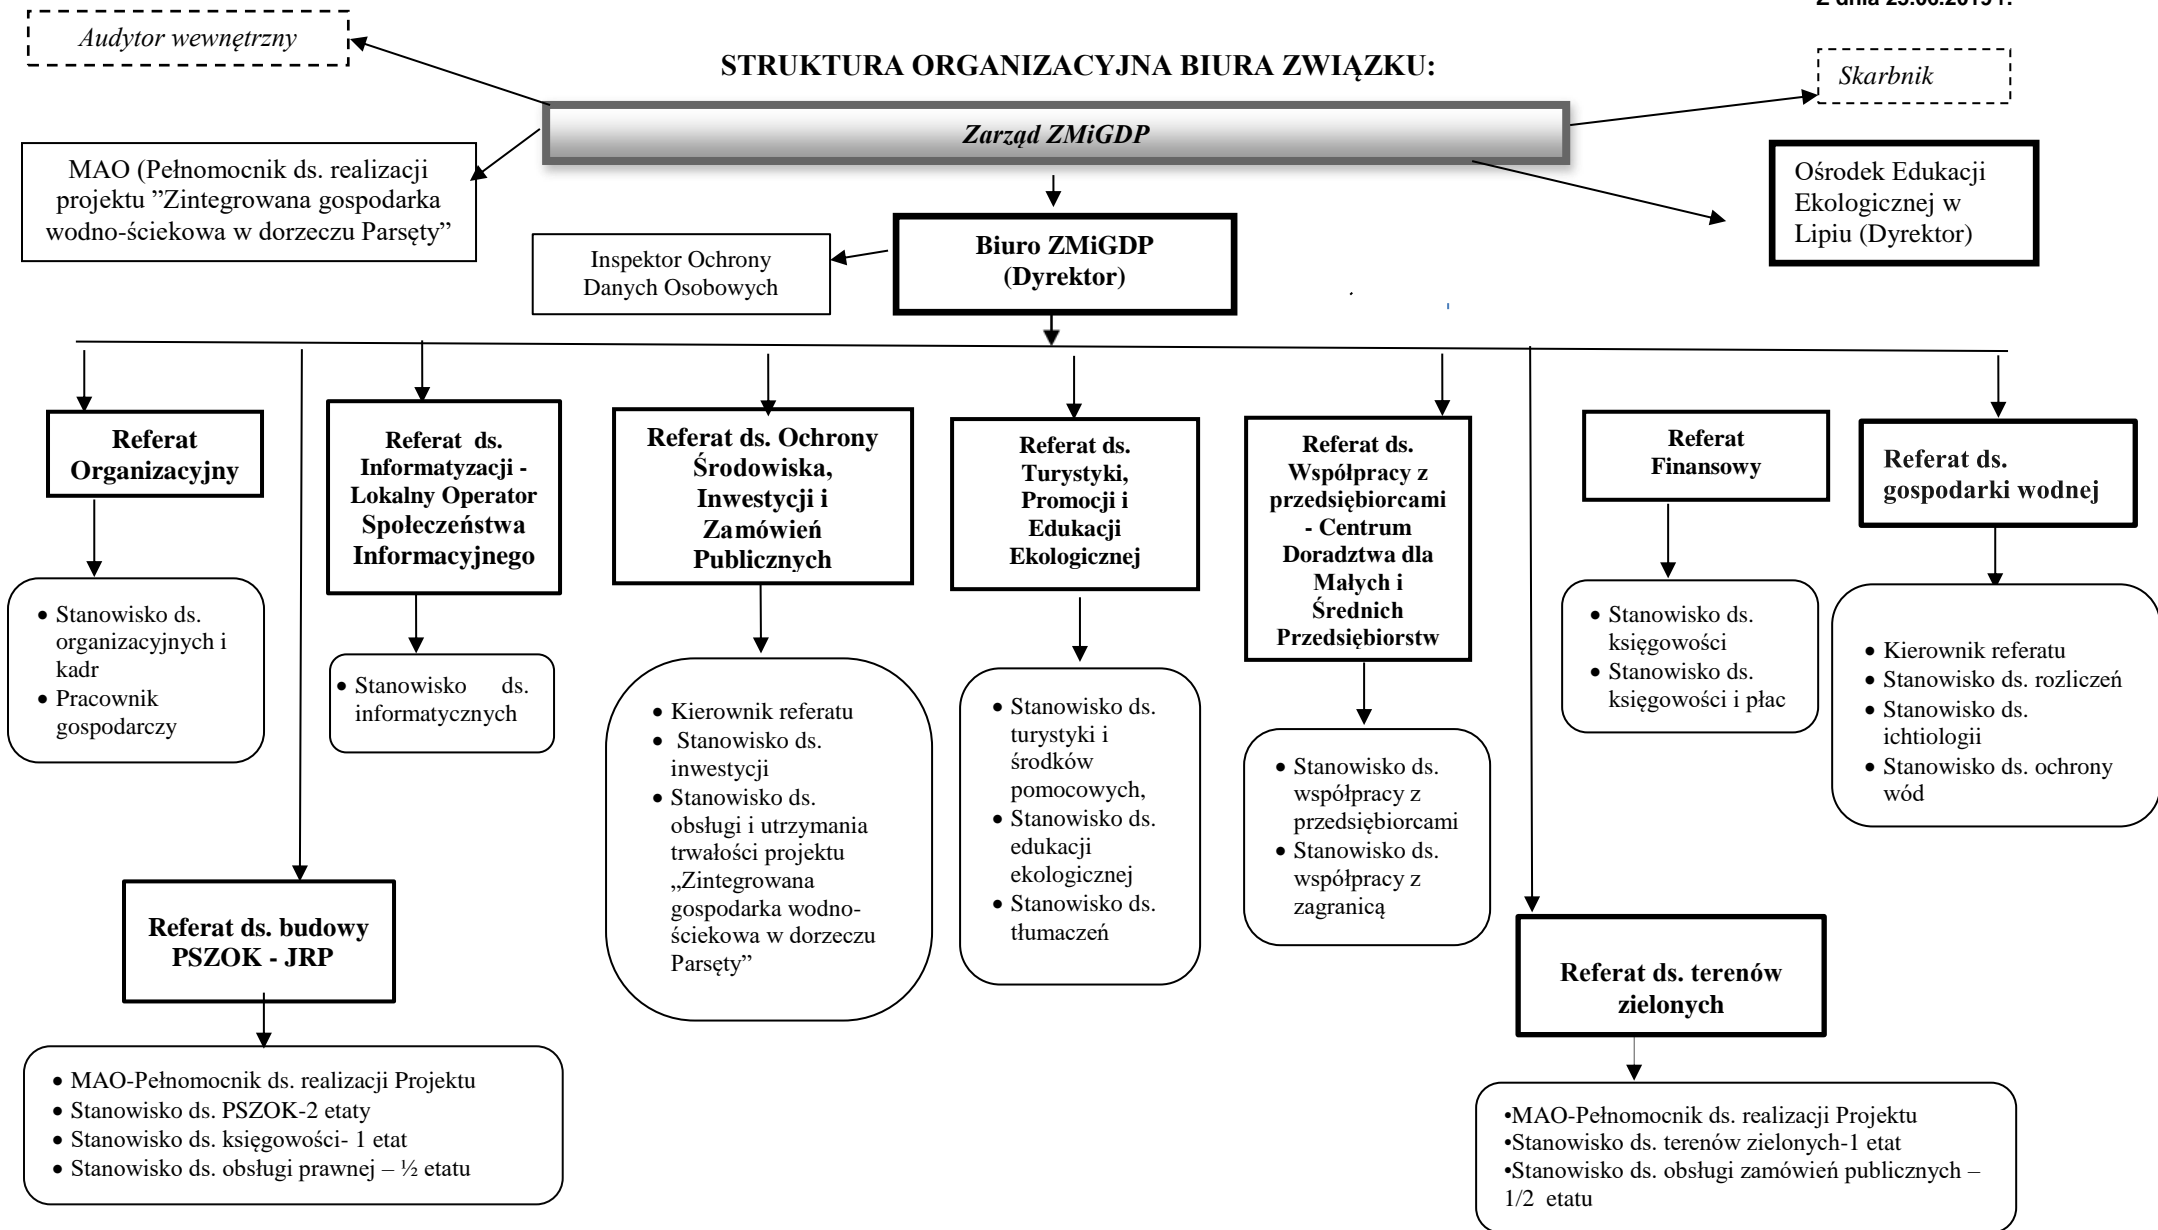 Z dnia 25.06.2019 r.
Audytor wewnętrzny
STRUKTURA ORGANIZACYJNA BIURA ZWIĄZKU:
Skarbnik
Zarząd ZMiGDP
MAO (Pełnomocnik ds. realizacji
projektu ”Zintegrowana gospodarka
wodno-ściekowa w dorzeczu Parsęty”
Ośrodek Edukacji
Ekologicznej w
Lipiu (Dyrektor)
Biuro ZMiGDP
(Dyrektor)
Inspektor Ochrony
Danych Osobowych
Referat
Organizacyjny
Referat ds.
Informatyzacji -
Lokalny Operator
Społeczeństwa
Informacyjnego
Referat ds. Ochrony
Środowiska,
Inwestycji i
Zamówień
Publicznych
Referat ds.
Turystyki,
Promocji i
Edukacji
Ekologicznej
Referat ds.
Współpracy z
przedsiębiorcami
- Centrum
Doradztwa dla
Małych i
Średnich
Przedsiębiorstw
Referat
Finansowy
Referat ds.
gospodarki wodnej
• Stanowisko ds.
organizacyjnych i
kadr
• Pracownik
gospodarczy
• Stanowisko ds.
informatycznych
• Kierownik referatu
• Stanowisko ds.
inwestycji
• Stanowisko ds.
obsługi i utrzymania
trwałości projektu
„Zintegrowana
gospodarka wodno-
ściekowa w dorzeczu
Parsęty”
• Stanowisko ds.
turystyki i
środków
pomocowych,
• Stanowisko ds.
edukacji
ekologicznej
• Stanowisko ds.
tłumaczeń
• Stanowisko ds.
współpracy z
przedsiębiorcami
• Stanowisko ds.
współpracy z
zagranicą
• Stanowisko ds.
księgowości
• Stanowisko ds.
księgowości i płac
• Kierownik referatu
• Stanowisko ds. rozliczeń
• Stanowisko ds.
ichtiologii
• Stanowisko ds. ochrony
wód
Referat ds. budowy
PSZOK - JRP
Referat ds. terenów
zielonych
• MAO-Pełnomocnik ds. realizacji Projektu
• Stanowisko ds. PSZOK-2 etaty
• Stanowisko ds. księgowości- 1 etat
• Stanowisko ds. obsługi prawnej – ½ etatu
•MAO-Pełnomocnik ds. realizacji Projektu
•Stanowisko ds. terenów zielonych-1 etat
•Stanowisko ds. obsługi zamówień publicznych –
1/2 etatu